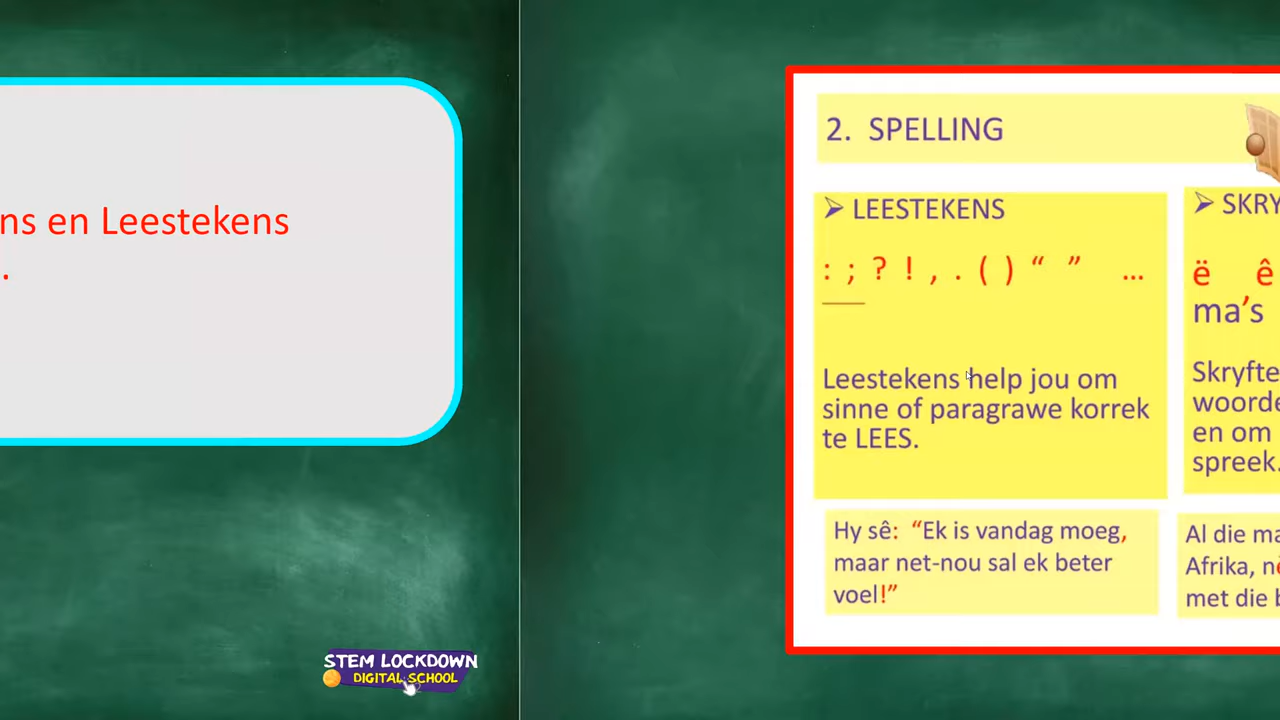 ns en Leestekens
.
STEM LOCKDOWN
DIGITAL SCHOOL
2. SPELLING
➢ LEESTEKENS
: ; ? ! , . ( ) “ ” ...
__
Leestekens help jou om
sinne of paragrawe korrek
te LEES.
Hy sê: “Ek is vandag moeg,
maar net-nou sal ek beter
voel!”
➢ SKRY
ë ê
ma’s
Skryfte
woorde
en om
spreek.
Al die ma
Afrika, n
met die b